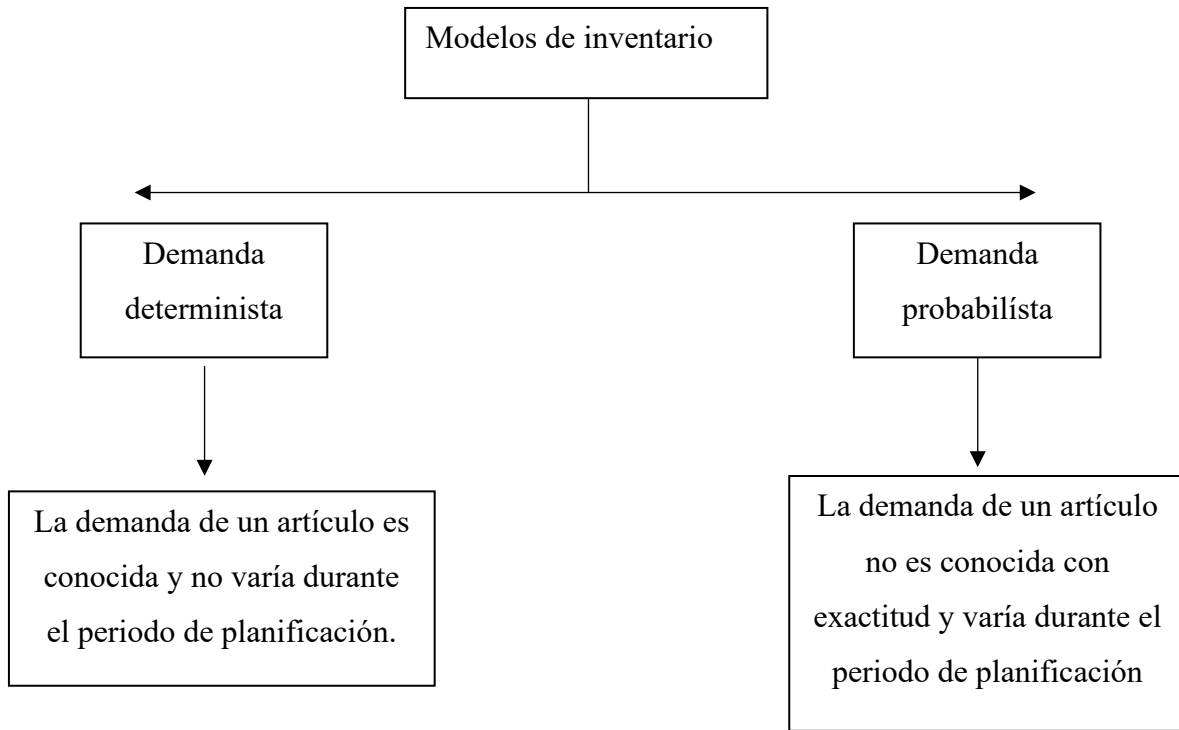 Modelos de inventario
Demanda
determinista
Demanda
probabilísta
La demanda de un artículo es
conocida y no varía durante
el periodo de planificación.
La demanda de un artículo
no es conocida con
exactitud y varía durante el
periodo de planificación